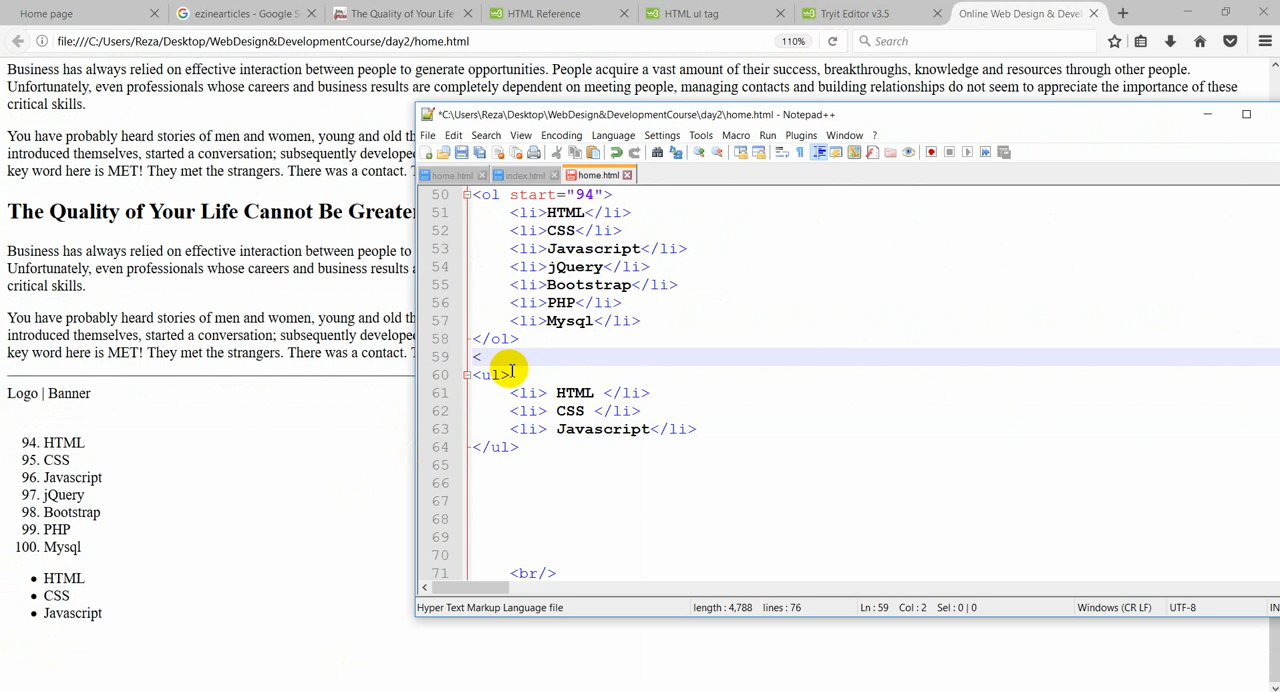 Home page
ezinearticles - Google S
The Quality of Your Life
HTML Reference
HTML ul tag
Tryit Editor v3.5
Online Web Design & Deve
file:///C:/Users/Reza/Desktop/WebDesign&DevelopmentCourse/day2/home.html
110%
Search
Business has always relied on effective interaction between people to generate opportunities. People acquire a vast amount of their success, breakthroughs, knowledge and resources through other people.
Unfortunately, even professionals whose careers and business results are completely dependent on meeting people, managing contacts and building relationships do not seem to appreciate the importance of these
critical skills.
You have probably heard stories of men and women, young and old th
introduced themselves, started a conversation; subsequently develope
key word here is MET! They met the strangers. There was a contact. T
The Quality of Your Life Cannot Be Greater
Business has always relied on effective interaction between people to
Unfortunately, even professionals whose careers and business results a
critical skills.
You have probably heard stories of men and women, young and old th
introduced themselves, started a conversation; subsequently develope
key word here is MET! They met the strangers. There was a contact. T
Logo | Banner
94. HTML
95. CSS
96. Javascript
97. jQuery
98. Bootstrap
99. PHP
100. Mysql
• HTML
• CSS
• Javascript
*C:\Users\Reza\Desktop\WebDesign&DevelopmentCourse\day2\home.html - Notepad++
File Edit Search View Encoding Language Settings Tools Macro Run Plugins Window ?
home.html index.html home.html
50 <ol start="94">
51 <li>HTML</li>
52 <li>CSS</li>
53 <li>Javascript</li>
54 <li>jQuery</li>
55 <li>Bootstrap</li>
56 <li>PHP</li>
57 <li>Mysql</li>
58 </ol>
59 <
60 <ul>
61 <li> HTML </li>
62 <li> CSS </li>
63 <li> Javascript</li>
64 </ul>
65
66
67
68
69
70
71 <br/>
Hyper Text Markup Language file length : 4,788 lines : 76 Ln : 59 Col : 2 Sel : 0 | 0 Windows (CR LF) UTF-8 IN